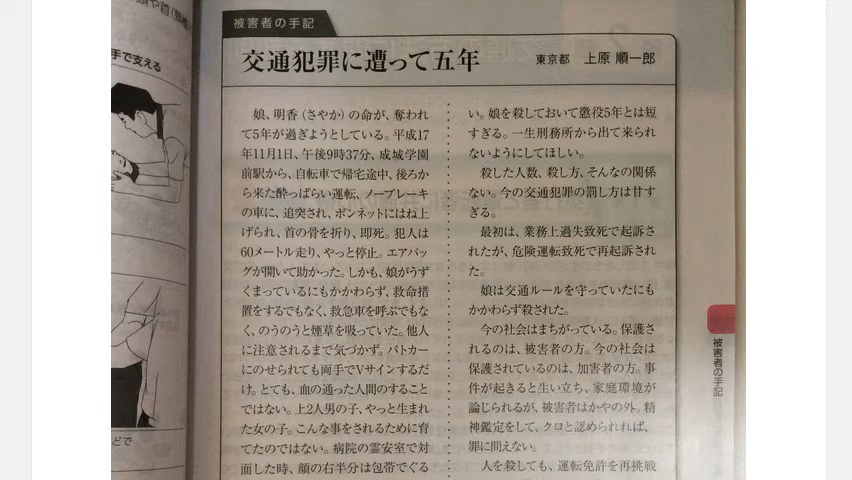 被害者の手記
交通犯罪に遭って五年
東京都 上原 順一郎
手で支える
どで
娘、明香(さやか)の命が、奪われ
て5年が過ぎようとしている。平成17
年11月1日、午後9時37分、成城学園
前駅から、自転車で帰宅途中、後ろか
ら来た酔っぱらい運転、ノーブレーキ
の車に、追突され、ボンネットにはね上
げられ、首の骨を折り、即死。犯人は
60メートル走り、やっと停止。エアバッ
グが開いて助かった。しかも、娘がうず
くまっているにもかかわらず、救命措
置をするでもなく、救急車を呼ぶでもな
く、のうのうと煙草を吸っていた。他人
に注意されるまで気づかず。パトカー
にのせられても両手でVサインするだ
け。とても、血の通った人間のすること
ではない。上2人男の子、やっと生まれ
た女の子。こんな事をされるために育
てたのではない。病院の霊安室で対
面した時、顔の右半分は包帯でぐる
い。娘を殺しておいて懲役5年とは短
すぎる。一生刑務所から出て来られ
ないようにしてほしい。
殺した人数、殺し方、そんなの関係
ない。今の交通犯罪の罰し方は甘す
ぎる。
最初は、業務上過失致死で起訴さ
れたが、危険運転致死で再起訴され
た。
娘は交通ルールを守っていたにも
かかわらず殺された。
今の社会はまちがっている。保護さ
れるのは、被害者の方。今の社会は
保護されているのは、加害者の方。事
件が起きると生い立ち、家庭環境が
論じられるが、被害者はかやの外。精
神鑑定をして、クロと認められれば、
罪に問えない。
人を殺しても、運転免許を再挑戦
被害者の手記